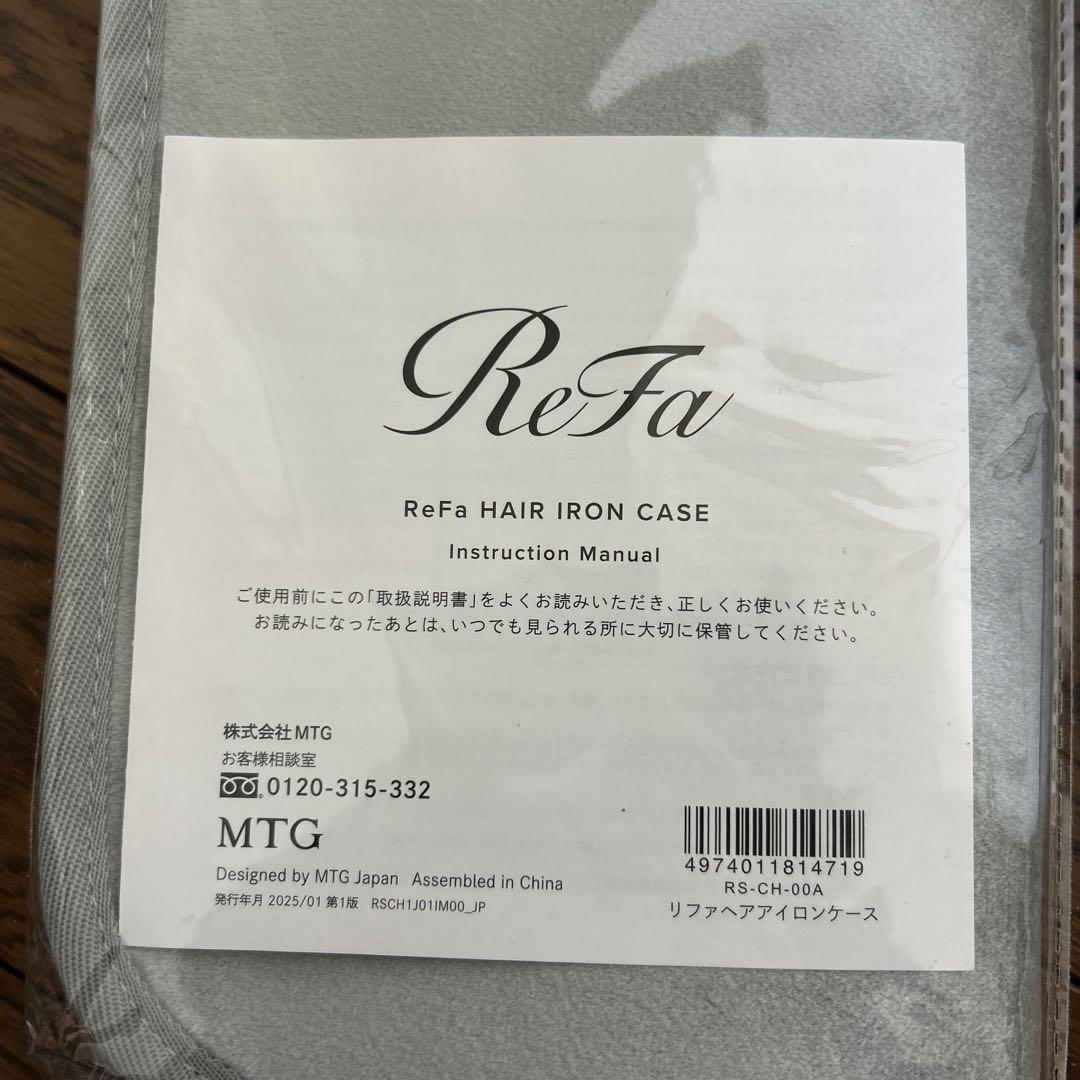 ReFa
ReFa HAIR IRON CASE
Instruction Manual
ご使用前にこの「取扱説明書」をよくお読みいただき、正しくお使いください。
お読みになったあとは、いつでも見られる所に大切に保管してください。
株式会社MTG
お客様相談室
0120-315-332
MTG
Designed by MTG Japan Assembled in China
発行年月 2025/01 第1版 RSCH1J01IM00_JP
4974011814719
RS-CH-00A
リファヘアアイロンケース